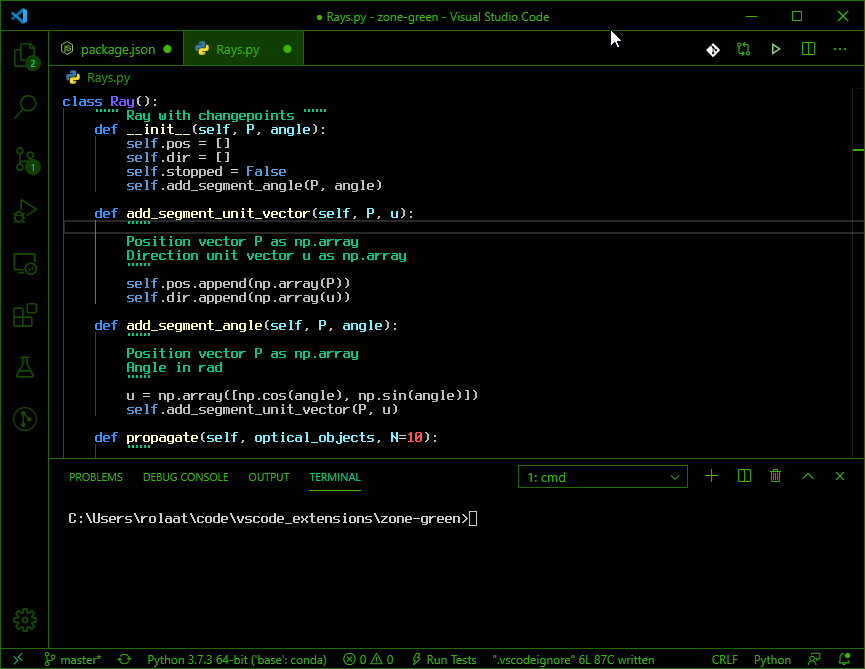 ● Rays.py - zone-green - Visual Studio Code
package.json ● Rays.py ●
2
Rays.py
class Ray():
""" Ray with changepoints """
def __init__(self, P, angle):
self.pos = []
self.dir = []
self.stopped = False
self.add_segment_angle(P, angle)
1
def add_segment_unit_vector(self, P, u):
"""
Position vector P as np.array
Direction unit vector u as np.array
"""
self.pos.append(np.array(P))
self.dir.append(np.array(u))
def add_segment_angle(self, P, angle):
"""
Position vector P as np.array
Angle in rad
"""
u = np.array([np.cos(angle), np.sin(angle)])
self.add_segment_unit_vector(P, u)
def propagate(self, optical_objects, N=10):
"""
PROBLEMS DEBUG CONSOLE OUTPUT TERMINAL 1: cmd
C:\Users\rolaat\code\vscode_extensions\zone-green>
master* Python 3.7.3 64-bit ('base': conda) 0 0 Run Tests ".vscodeignore" 6L 87C written CRLF Python